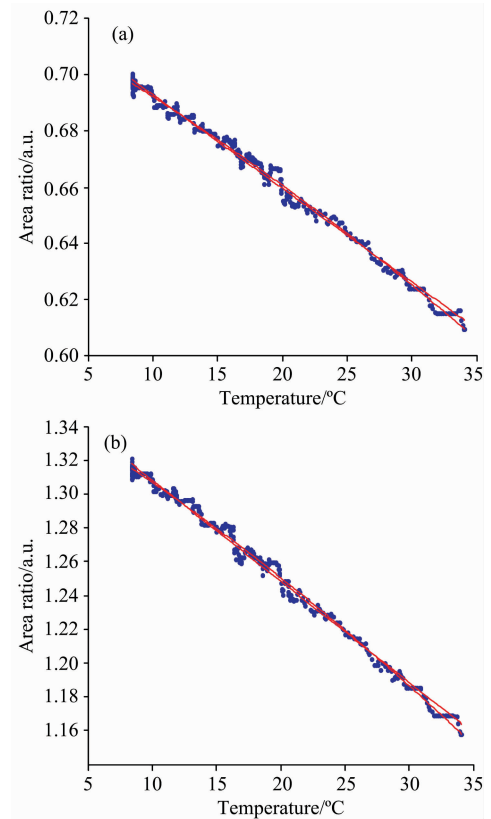 (a)
0.72
0.70
0.68
0.66
0.64
0.62
0.60
Area ratio/a.u.
5 10 15 20 25 30 35
Temperature/ºC
(b)
1.34
1.32
1.30
1.28
1.26
1.24
1.22
1.20
1.18
1.16
Area ratio/a.u.
5 10 15 20 25 30 35
Temperature/ºC